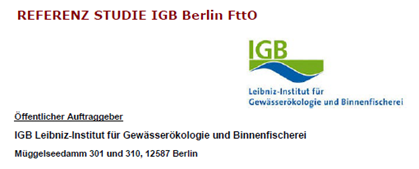 REFERENZ STUDIE IGB Berlin FttO
IGB
Leibniz-Institut für
Gewässerökologie und Binnenfischerei
Öffentlicher Auftraggeber
IGB Leibniz-Institut für Gewässerökologie und Binnenfischerei
Müggelseedamm 301 und 310, 12587 Berlin